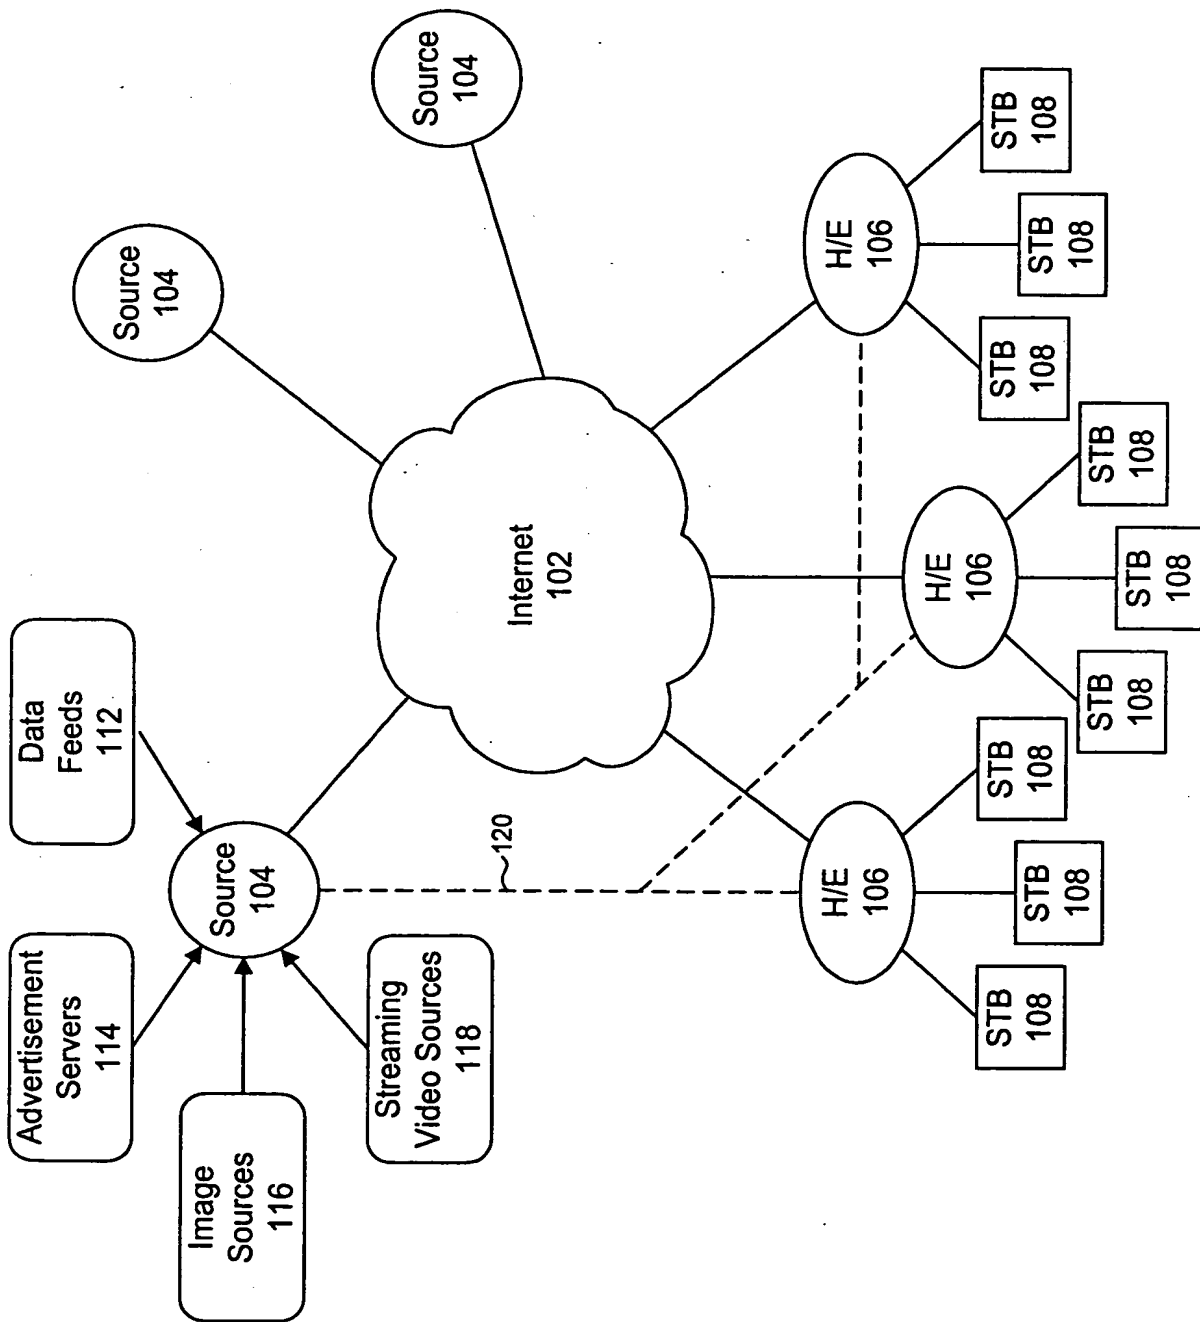 Data
Feeds
112
Advertisement
Servers
114
Image
Sources
116
Streaming
Video Sources
118
Source
104
Source
104
Source
104
120
Internet
102
H/E
106
H/E
106
H/E
106
STB
108
STB
108
STB
108
STB
108
STB
108
STB
108
STB
108
STB
108
STB
108